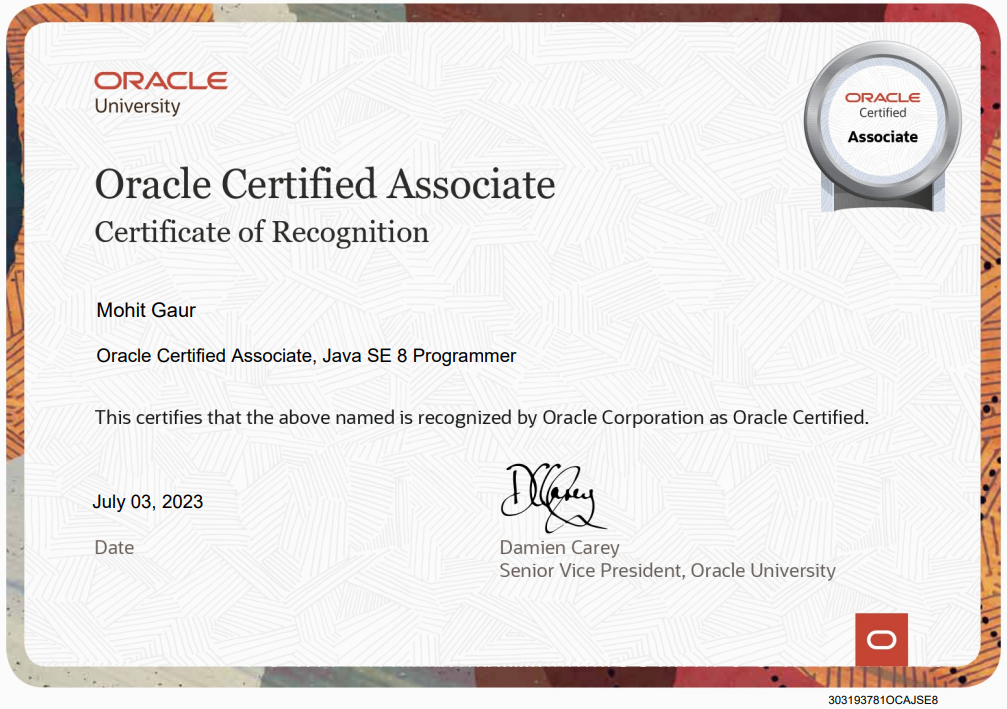 ORACLE
University
ORACLE
Certified
Associate
Oracle Certified Associate
Certificate of Recognition
Mohit Gaur
Oracle Certified Associate, Java SE 8 Programmer
This certifies that the above named is recognized by Oracle Corporation as Oracle Certified.
July 03, 2023
Date
DCarey
Damien Carey
Senior Vice President, Oracle University
303193781OCAJSE8